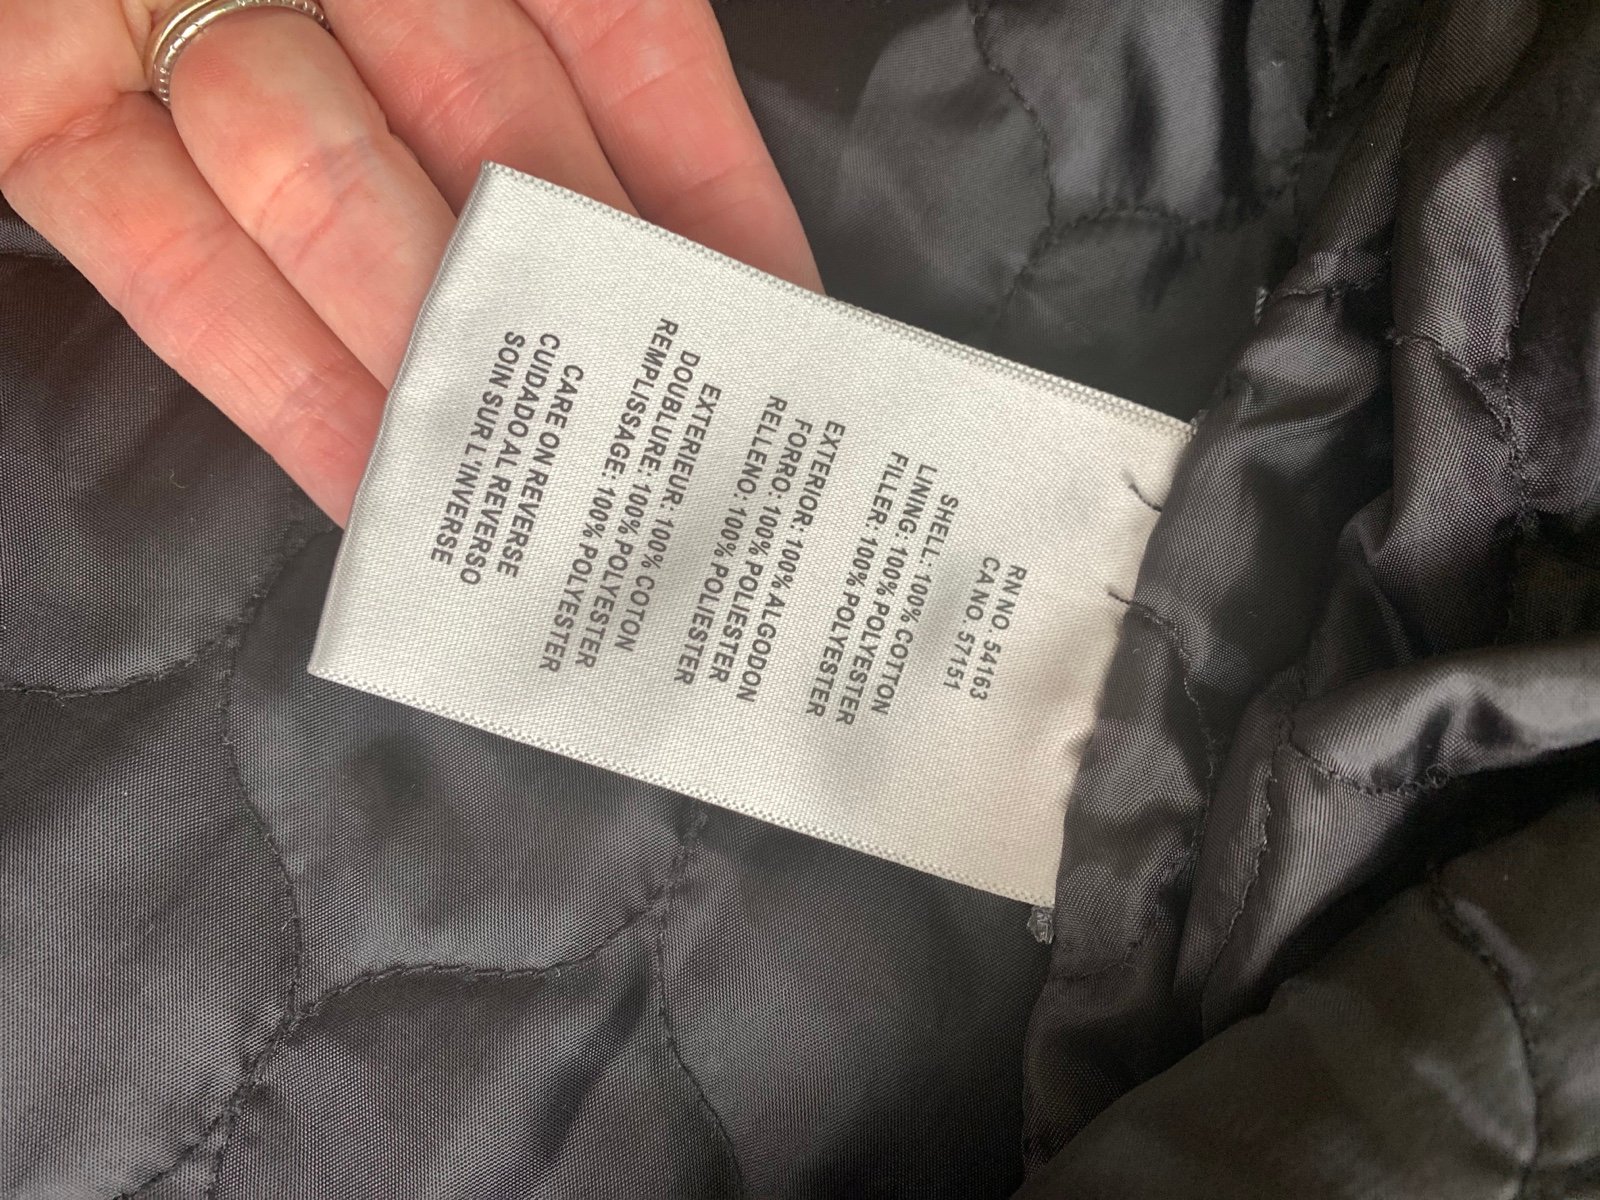 RN NO. 54163
CA NO. 57151
SHELL: 100% COTTON
LINING: 100% POLYESTER
FILLER: 100% POLYESTER
EXTERIOR: 100% ALGODON
FORRO: 100% POLIESTER
RELLENO: 100% POLIESTER
EXTERIEUR: 100% COTON
DOUBLURE: 100% POLYESTER
REMPLISSAGE: 100% POLYESTER
CARE ON REVERSE
CUIDADO AL REVERSO
SOIN SUR L'INVERSE